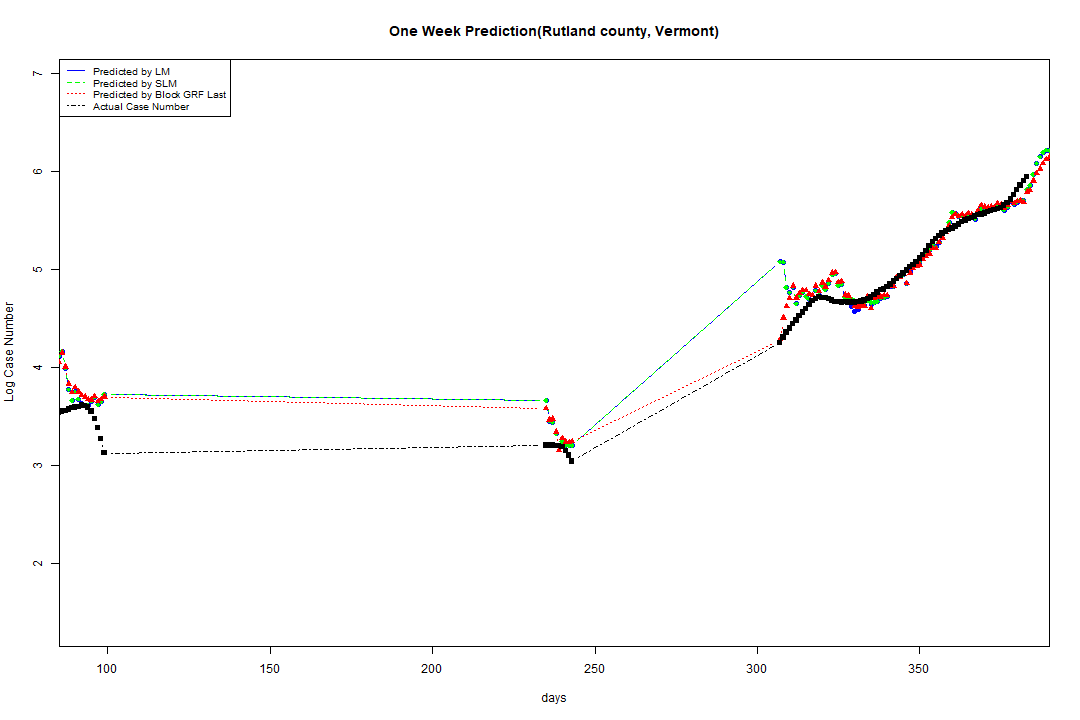 One Week Prediction(Rutland county, Vermont)
Predicted by LM
Predicted by SLM
Predicted by Block GRF Last
Actual Case Number
7
6
5
4
3
2
Log Case Number
100 150 200 250 300 350
days